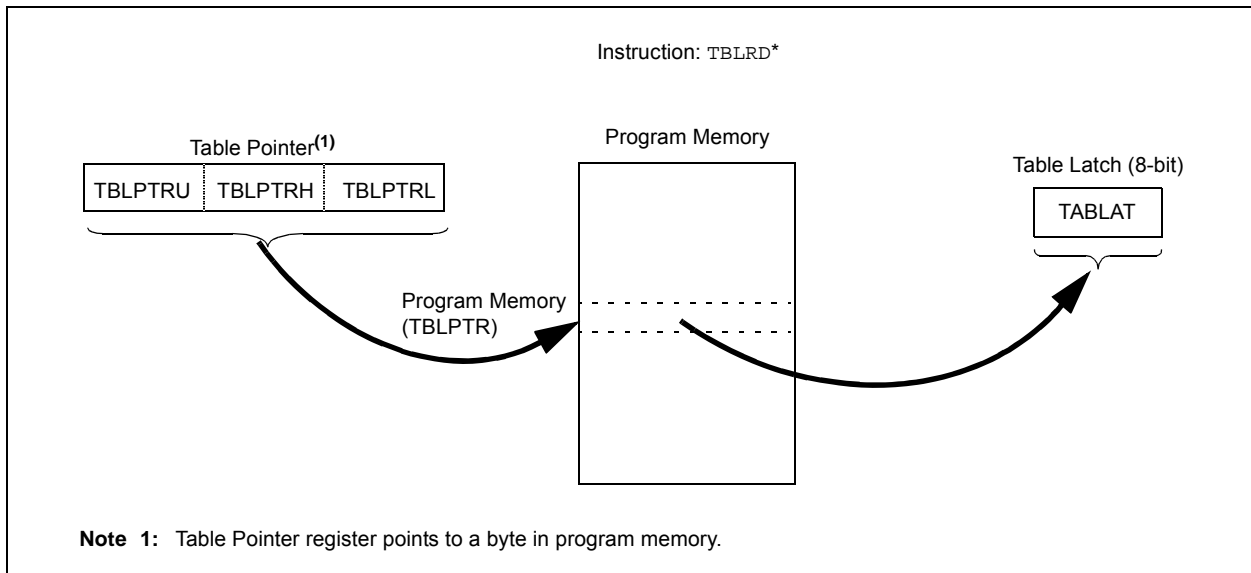 Instruction: TBLRD*
Table Pointer(1)
TBLPTRU TBLPTRH TBLPTRL
Program Memory
Table Latch (8-bit)
TABLAT
Program Memory
(TBLPTR)
Note 1: Table Pointer register points to a byte in program memory.